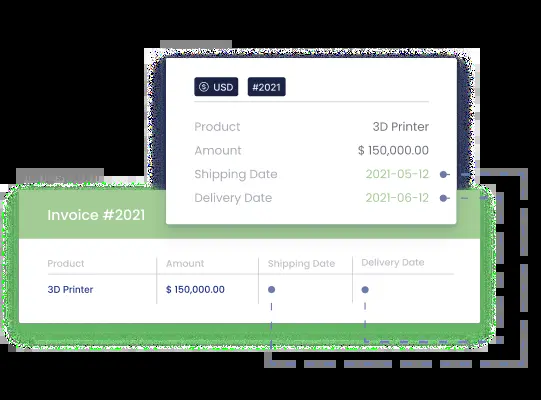 USD #2021
Product 3D Printer
Amount $ 150,000.00
Shipping Date 2021-05-12
Delivery Date 2021-06-12
Invoice #2021
Product Amount Shipping Date Delivery Date
3D Printer $ 150,000.00